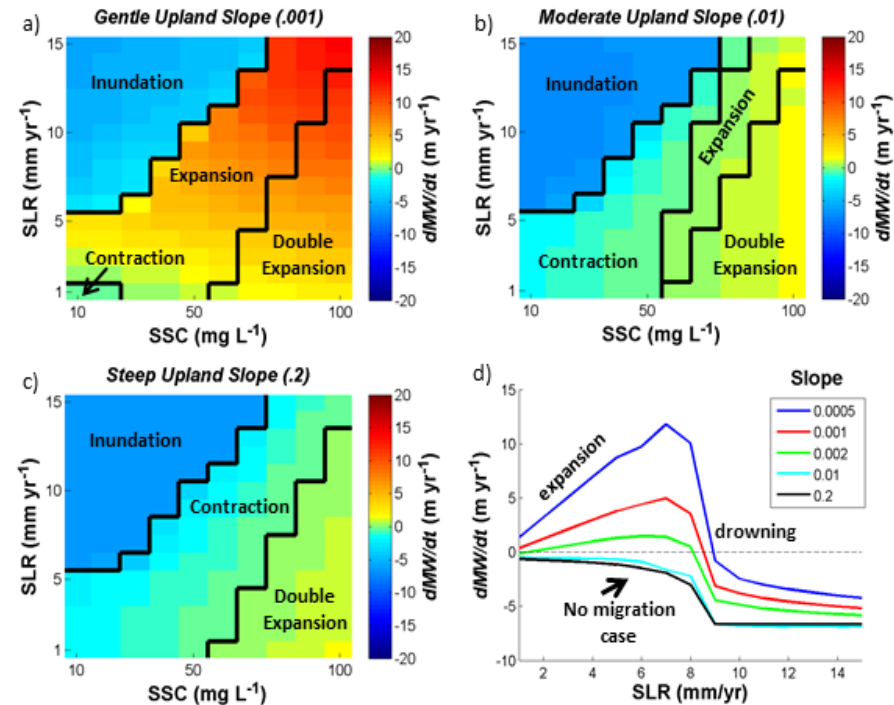 a)
Gentle Upland Slope (.001)
15
10
5
1
SLR (mm yr⁻¹)
Inundation
Expansion
Contraction
Double
Expansion
10
50
100
SSC (mg L⁻¹)
20
15
10
5
0
-5
-10
-15
-20
dMW/dt (m yr⁻¹)
b)
Moderate Upland Slope (.01)
15
10
5
1
SLR (mm yr⁻¹)
Inundation
Expansion
Contraction
Double
Expansion
10
50
100
SSC (mg L⁻¹)
20
15
10
5
0
-5
-10
-15
-20
dMW/dt (m yr⁻¹)
c)
Steep Upland Slope (.2)
15
10
5
1
SLR (mm yr⁻¹)
Inundation
Contraction
Double
Expansion
10
50
100
SSC (mg L⁻¹)
20
15
10
5
0
-5
-10
-15
-20
dMW/dt (m yr⁻¹)
d)
Slope
0.0005
0.001
0.002
0.01
0.2
15
10
5
0
-5
-10
dMW/dt (m yr⁻¹)
expansion
drowning
No migration
case
2
4
6
8
10
12
14
SLR (mm/yr)